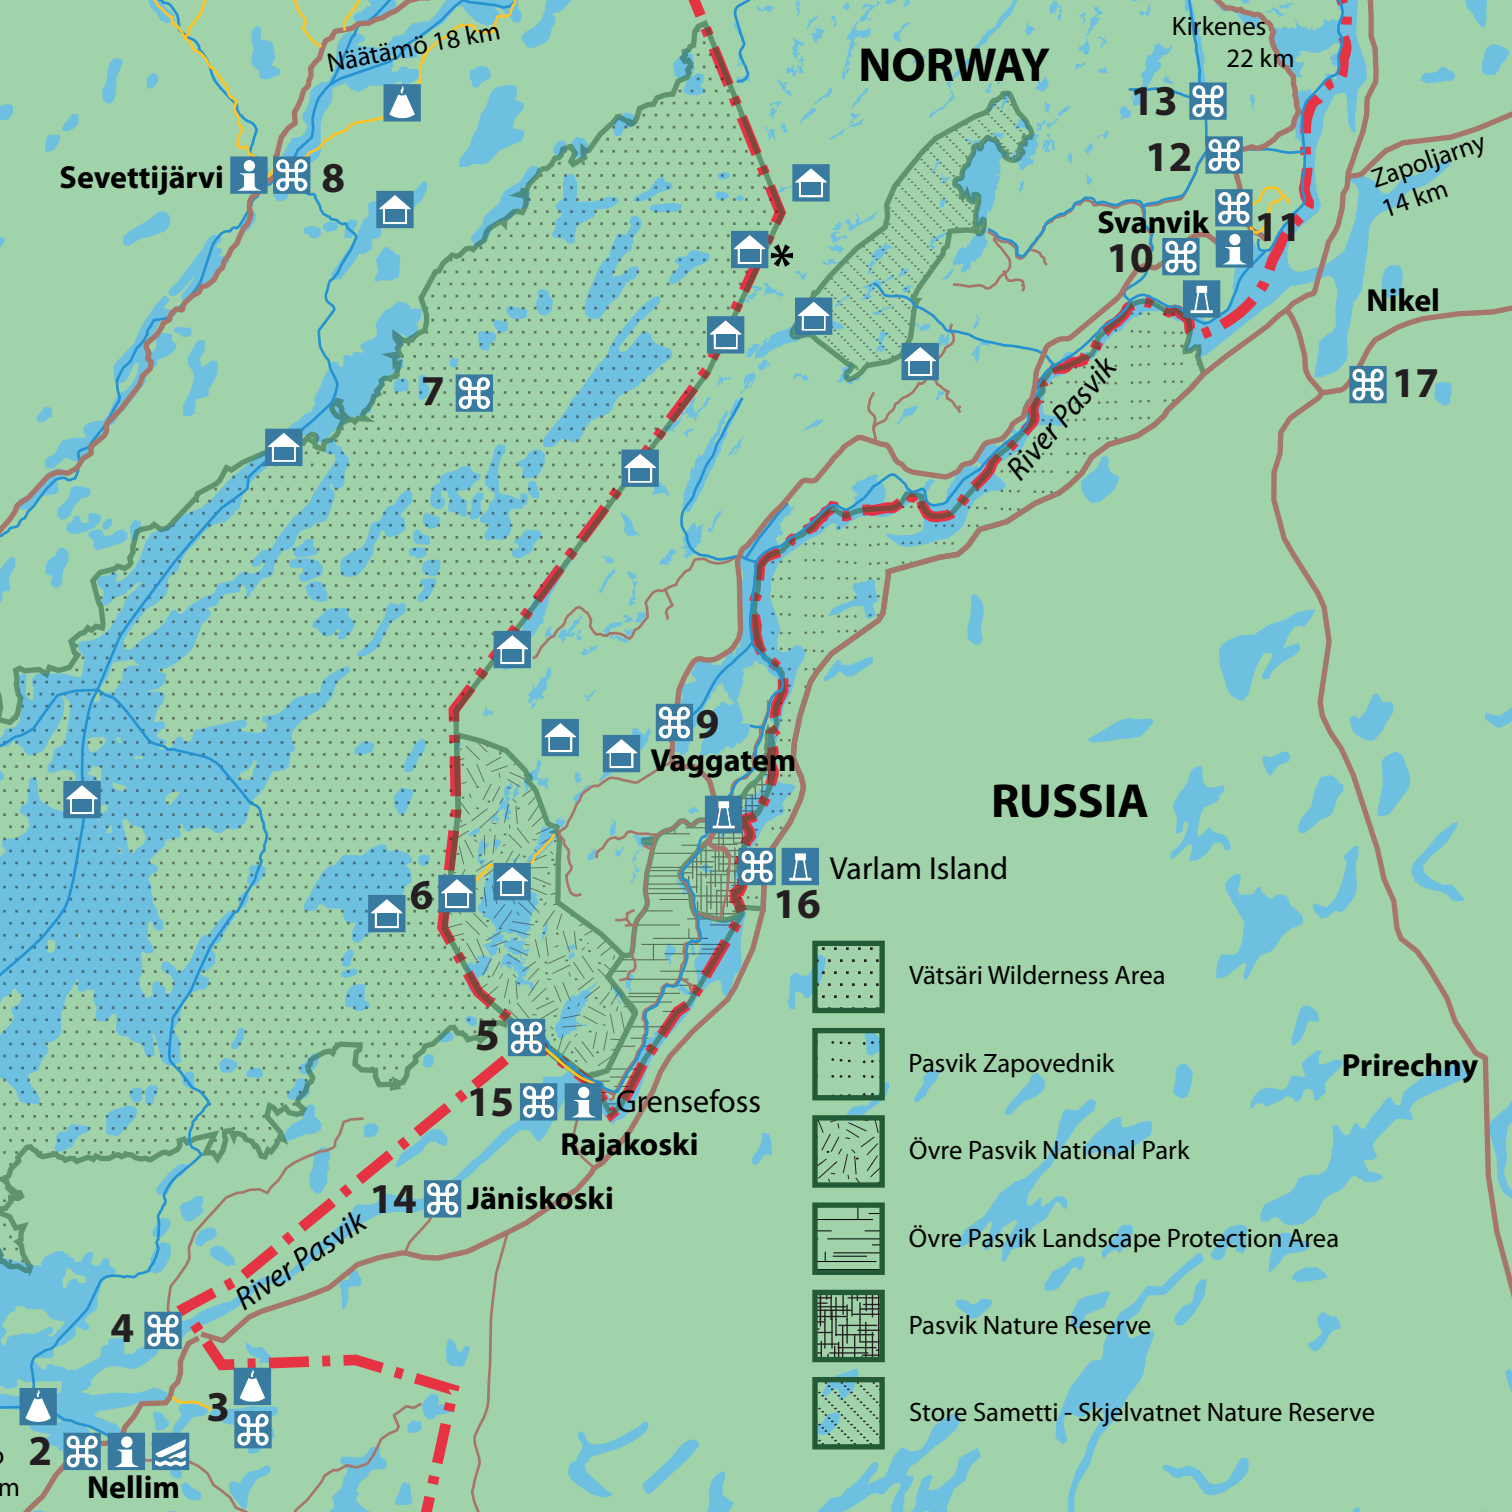 Kirkenes
22 km
Näätämö 18 km
NORWAY
13
12
Zapoljarny
14 km
Sevettijärvi
8
Svanvik
11
10
*
Nikel
7
17
River Pasvik
9
Vaggatem
RUSSIA
Varlam Island
6
16
Vätsäri Wilderness Area
5
Pasvik Zapovednik
Prirechny
15
Grensefoss
Rajakoski
Övre Pasvik National Park
14
Jäniskoski
River Pasvik
Övre Pasvik Landscape Protection Area
4
Pasvik Nature Reserve
3
Store Sametti - Skjelvatnet Nature Reserve
2
m
Nellim